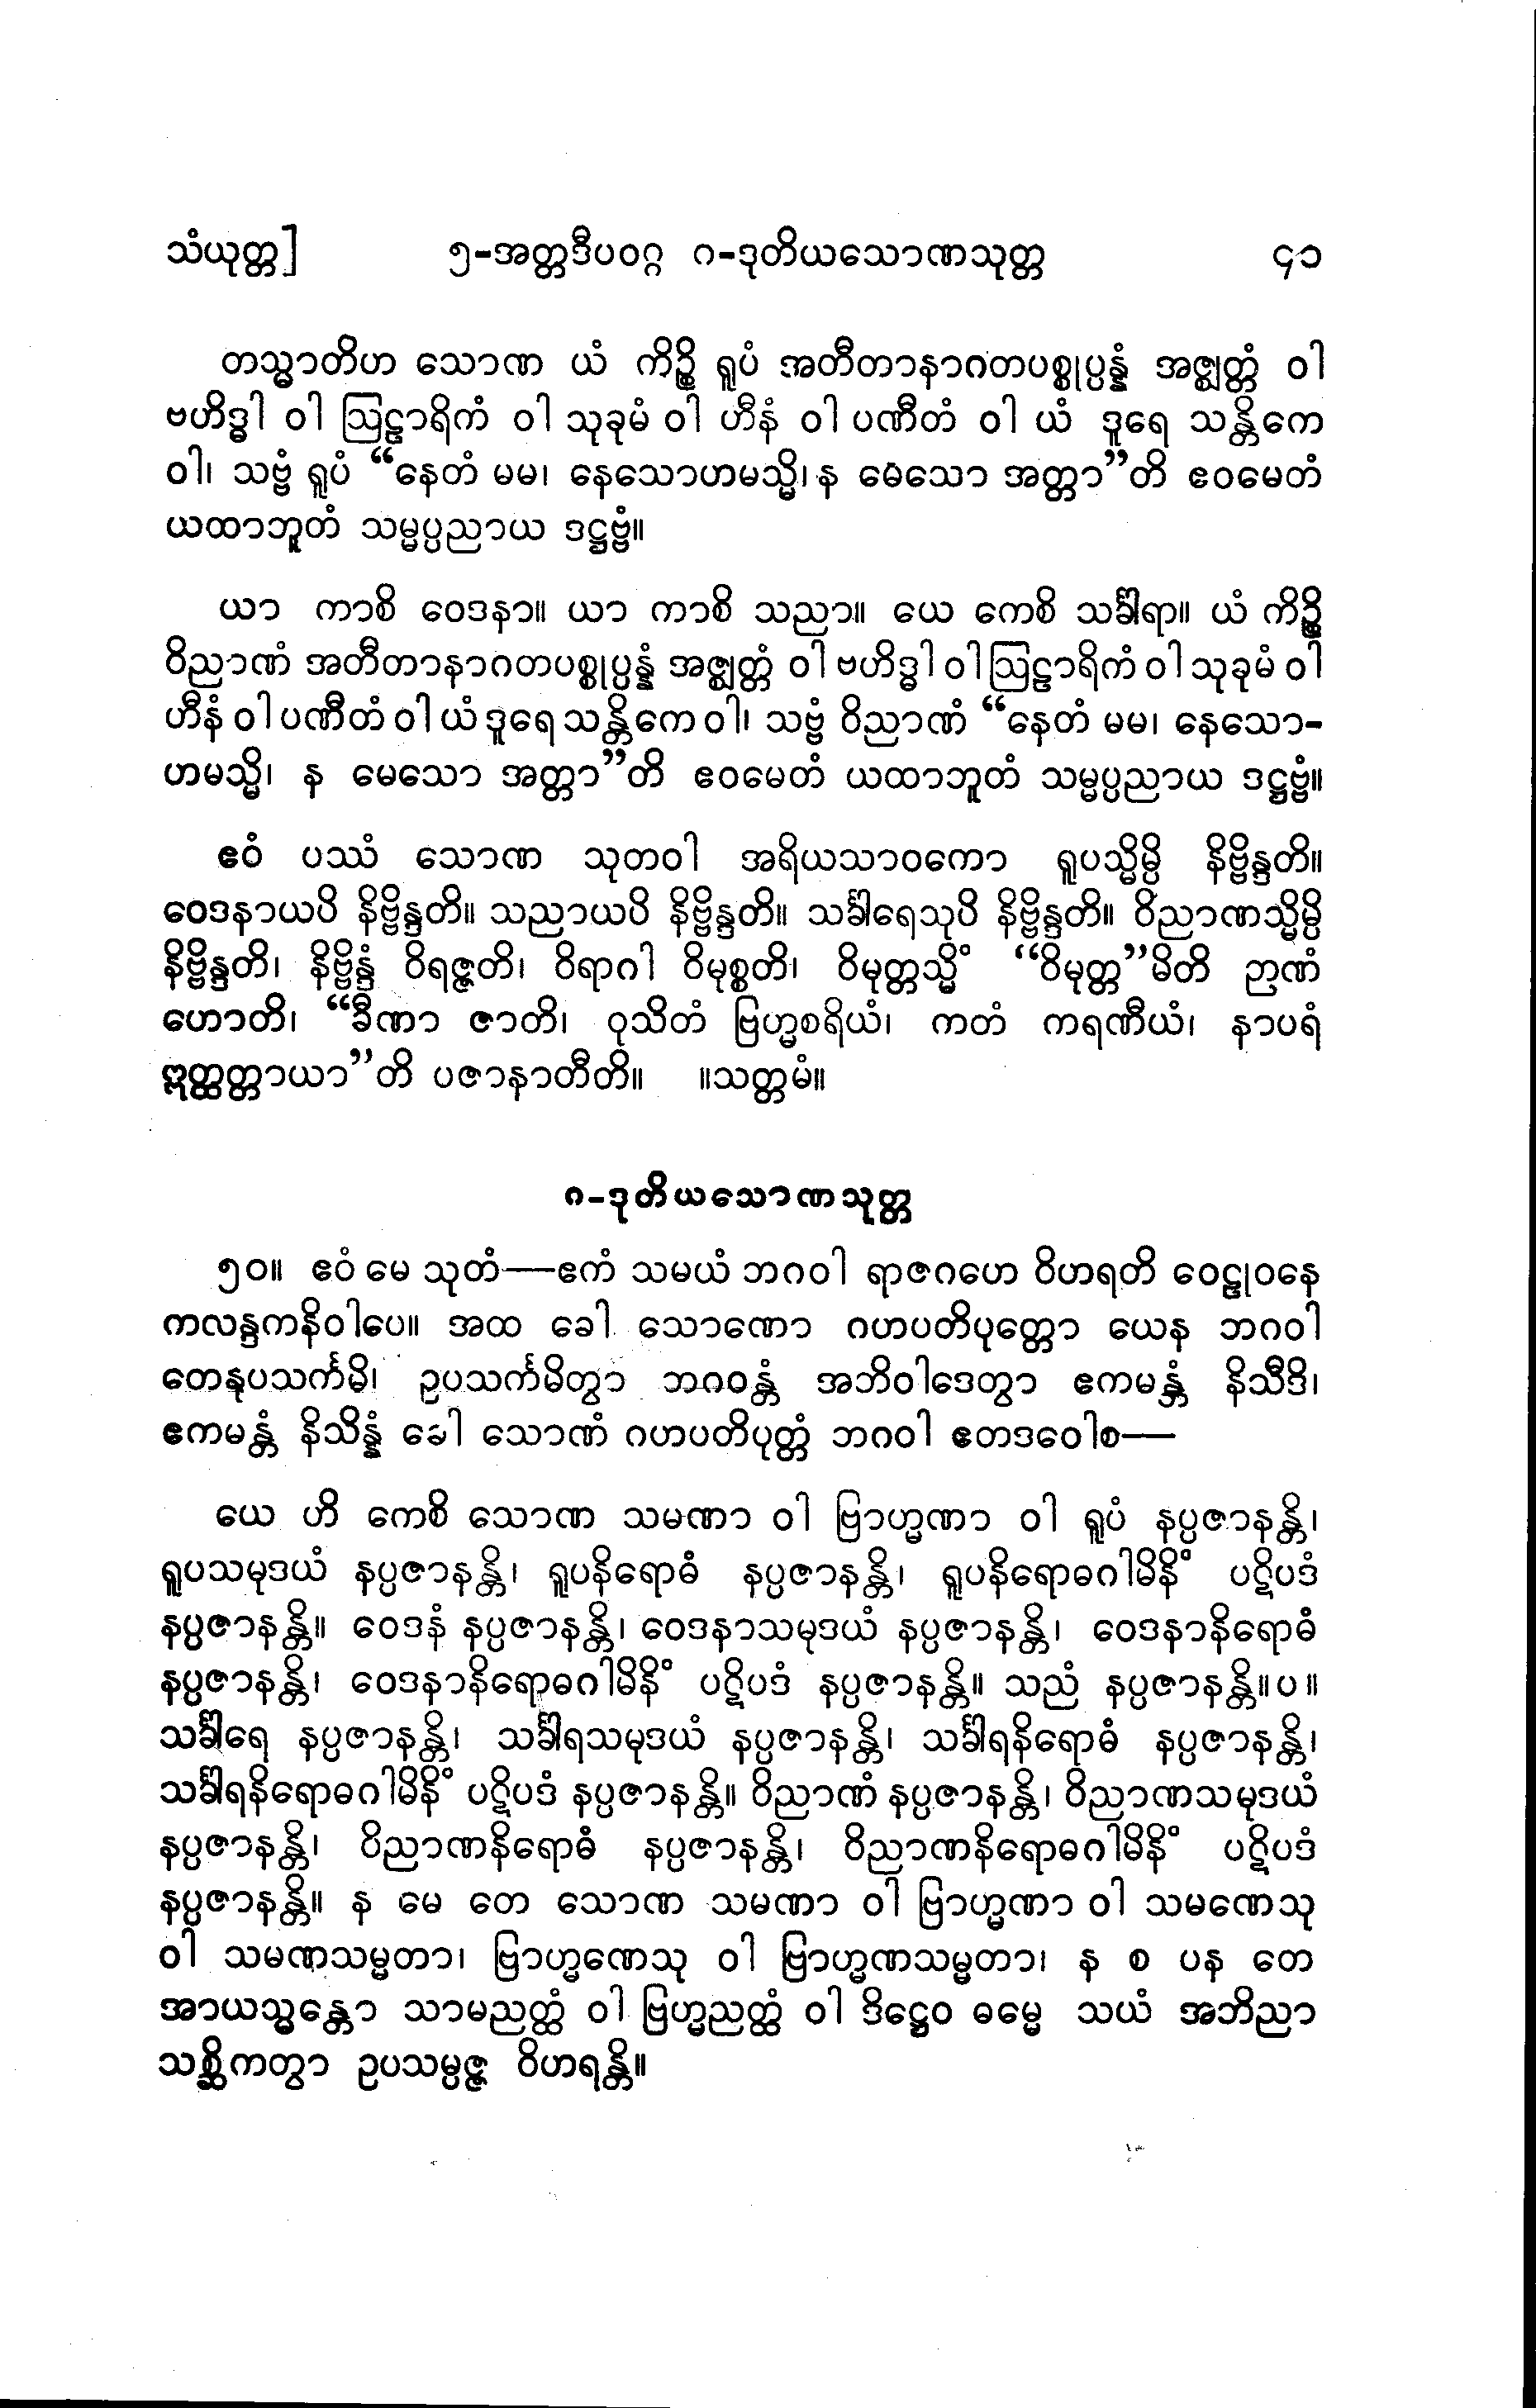 သံယုတ္တ] ၅-အတ္တဒီပဝဂ္ဂ ဂ-ဒုတိယသောဏသုတ္တ ၄၁
တသ္မာတိဟ သောဏ ယံ ကိဉ္စိ ရူပံ အတီတာနာဂတပစ္စုပ္ပန္နံ အဇ္ဈတ္တံ ဝါ
ဗဟိဒ္ဓါ ဝါ ဩဠာရိကံ ဝါ သုခုမံ ဝါ ဟီနံ ဝါ ပဏီတံ ဝါ ယံ ဒူရေ သန္တိကေ
ဝါ၊ သဗ္ဗံ ရူပံ “နေတံ မမ၊ နေသောဟမသ္မိ၊ န မေသော အတ္တာ”တိ ဧဝမေတံ
ယထာဘူတံ သမ္မပ္ပညာယ ဒဋ္ဌဗ္ဗံ။
ယာ ကာစိ ဝေဒနာ။ ယာ ကာစိ သညာ။ ယေ ကေစိ သင်္ခါရာ။ ယံ ကိဉ္စိ
ဝိညာဏံ အတီတာနာဂတပစ္စုပ္ပန္နံ အဇ္ဈတ္တံ ဝါ ဗဟိဒ္ဓါ ဝါ ဩဠာရိကံ ဝါ သုခုမံ ဝါ
ဟီနံ ဝါ ပဏီတံ ဝါ ယံ ဒူရေ သန္တိကေ ဝါ၊ သဗ္ဗံ ဝိညာဏံ “နေတံ မမ၊ နေသော-
ဟမသ္မိ၊ န မေသော အတ္တာ”တိ ဧဝမေတံ ယထာဘူတံ သမ္မပ္ပညာယ ဒဋ္ဌဗ္ဗံ။
ဧဝံ ပဿံ သောဏ သုတဝါ အရိယသာဝကော ရူပသ္မိမ္ပိ နိဗ္ဗိန္ဒတိ။
ဝေဒနာယပိ နိဗ္ဗိန္ဒတိ။ သညာယပိ နိဗ္ဗိန္ဒတိ။ သင်္ခါရေသုပိ နိဗ္ဗိန္ဒတိ။ ဝိညာဏသ္မိမ္ပိ
နိဗ္ဗိန္ဒတိ၊ နိဗ္ဗိန္ဒံ ဝိရဇ္ဇတိ၊ ဝိရာဂါ ဝိမုစ္စတိ၊ ဝိမုတ္တသ္မိံ “ဝိမုတ္တ”မိတိ ဉာဏံ
ဟောတိ၊ “ခီဏာ ဇာတိ၊ ဝုသိတံ ဗြဟ္မစရိယံ၊ ကတံ ကရဏီယံ၊ နာပရံ
ဣတ္ထတ္တာယာ”တိ ပဇာနာတီတိ။ ။သတ္တမံ။
ဂ-ဒုတိယသောဏသုတ္တ
၅၀။ ဧဝံ မေ သုတံ—ဧကံ သမယံ ဘဂဝါ ရာဇဂဟေ ဝိဟရတိ ဝေဠုဝနေ
ကလန္ဒကနိဝါပေ။ အထ ခေါ သောဏော ဂဟပတိပုတ္တော ယေန ဘဂဝါ
တေနုပသင်္ကမိ၊ ဥပသင်္ကမိတွာ ဘဂဝန္တံ အဘိဝါဒေတွာ ဧကမန္တံ နိသီဒိ၊
ဧကမန္တံ နိသိန္နံ ခေါ သောဏံ ဂဟပတိပုတ္တံ ဘဂဝါ ဧတဒဝေါစ—
ယေ ဟိ ကေစိ သောဏ သမဏာ ဝါ ဗြာဟ္မဏာ ဝါ ရူပံ နပ္ပဇာနန္တိ၊
ရူပသမုဒယံ နပ္ပဇာနန္တိ၊ ရူပနိရောဓံ နပ္ပဇာနန္တိ၊ ရူပနိရောဓဂါမိနိံ ပဋိပဒံ
နပ္ပဇာနန္တိ။ ဝေဒနံ နပ္ပဇာနန္တိ၊ ဝေဒနာသမုဒယံ နပ္ပဇာနန္တိ၊ ဝေဒနာနိရောဓံ
နပ္ပဇာနန္တိ၊ ဝေဒနာနိရောဓဂါမိနိံ ပဋိပဒံ နပ္ပဇာနန္တိ။ သညံ နပ္ပဇာနန္တိ။ပ။
သင်္ခါရေ နပ္ပဇာနန္တိ၊ သင်္ခါရသမုဒယံ နပ္ပဇာနန္တိ၊ သင်္ခါရနိရောဓံ နပ္ပဇာနန္တိ၊
သင်္ခါရနိရောဓဂါမိနိံ ပဋိပဒံ နပ္ပဇာနန္တိ။ ဝိညာဏံ နပ္ပဇာနန္တိ၊ ဝိညာဏသမုဒယံ
နပ္ပဇာနန္တိ၊ ဝိညာဏနိရောဓံ နပ္ပဇာနန္တိ၊ ဝိညာဏနိရောဓဂါမိနိံ ပဋိပဒံ
နပ္ပဇာနန္တိ။ န မေ တေ သောဏ သမဏာ ဝါ ဗြာဟ္မဏာ ဝါ သမဏေသု
ဝါ သမဏသမ္မတာ၊ ဗြာဟ္မဏေသု ဝါ ဗြာဟ္မဏသမ္မတာ၊ န စ ပန တေ
အာယသ္မန္တော သာမညတ္ထံ ဝါ ဗြဟ္မညတ္ထံ ဝါ ဒိဋ္ဌေဝ ဓမ္မေ သယံ အဘိညာ
သစ္ဆိကတွာ ဥပသမ္ပဇ္ဇ ဝိဟရန္တိ။